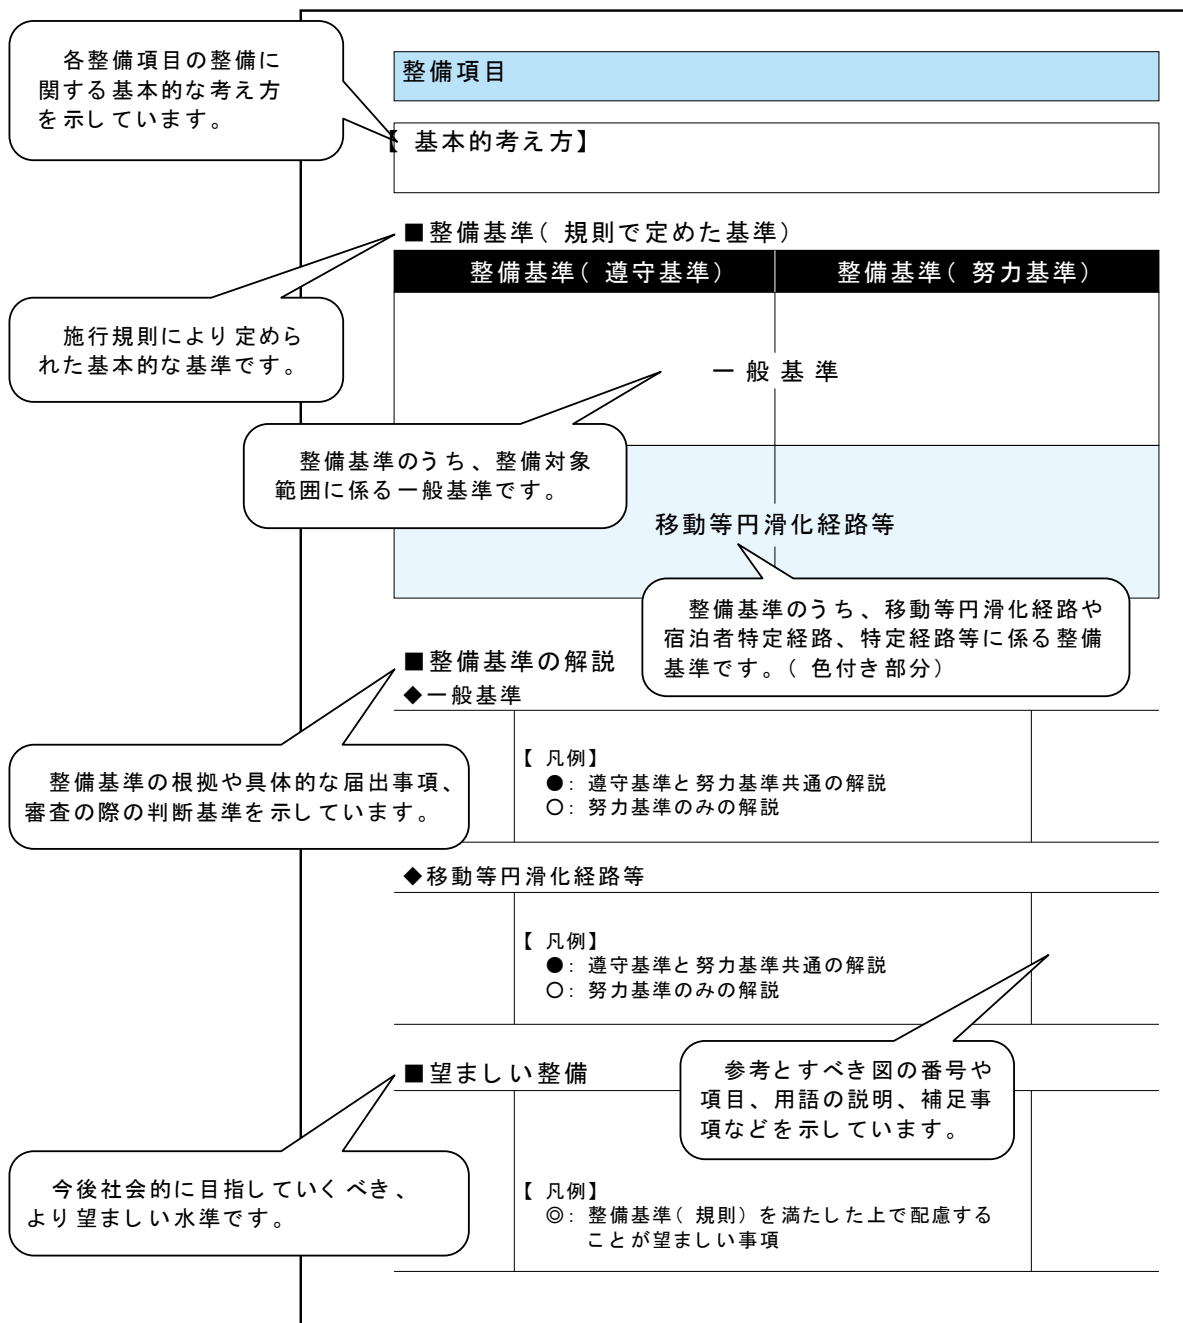 各整備項目の整備に
関する基本的な考え方
を示しています。
整備項目
【基本的考え方】
■整備基準(規則で定めた基準)
整備基準(遵守基準)
整備基準(努力基準)
施行規則により定めら
れた基本的な基準です。
一般基準
整備基準のうち、整備対象
範囲に係る一般基準です。
移動等円滑化経路等
整備基準のうち、移動等円滑化経路や
宿泊者特定経路、特定経路等に係る整備
基準です。(色付き部分)
■整備基準の解説
◆一般基準
整備基準の根拠や具体的な届出事項、
審査の際の判断基準を示しています。
【凡例】
●:遵守基準と努力基準共通の解説
○:努力基準のみの解説
◆移動等円滑化経路等
【凡例】
●:遵守基準と努力基準共通の解説
○:努力基準のみの解説
参考とすべき図の番号や
項目、用語の説明、補足事
項などを示しています。
■望ましい整備
今後社会的に目指していくべき、
より望ましい水準です。
【凡例】
◎:整備基準(規則)を満たした上で配慮する
ことが望ましい事項